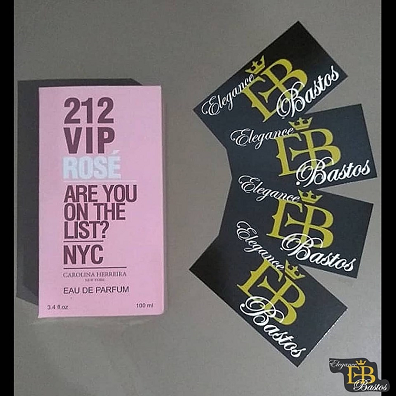 212
VIP
ROSÉ
ARE YOU
ON THE
LIST?
NYC
CAROLINA HERREIRA
NEW YORK
EAU DE PARFUM
3.4 fl.oz 100 ml
Elegance
EB
Bastos
Elegance
EB
Bastos
Elegance
EB
Bastos
Elegance
EB
Bastos
Elegance
EB
Bastos